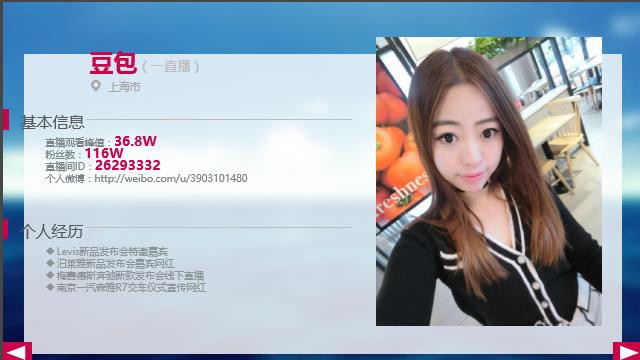 豆包（一直播）
上海市
基本信息
直播观看峰值：36.8W
粉丝数：116W
直播间ID：26293332
个人微博：http://weibo.com/u/3903101480
个人经历
◆ Levis新品发布会特邀嘉宾
◆ 泊莱雅新品发布会嘉宾网红
◆ 梅赛德斯奔驰新款发布会线下直播
◆ 南京一汽森雅R7交车仪式宣传网红
freshness